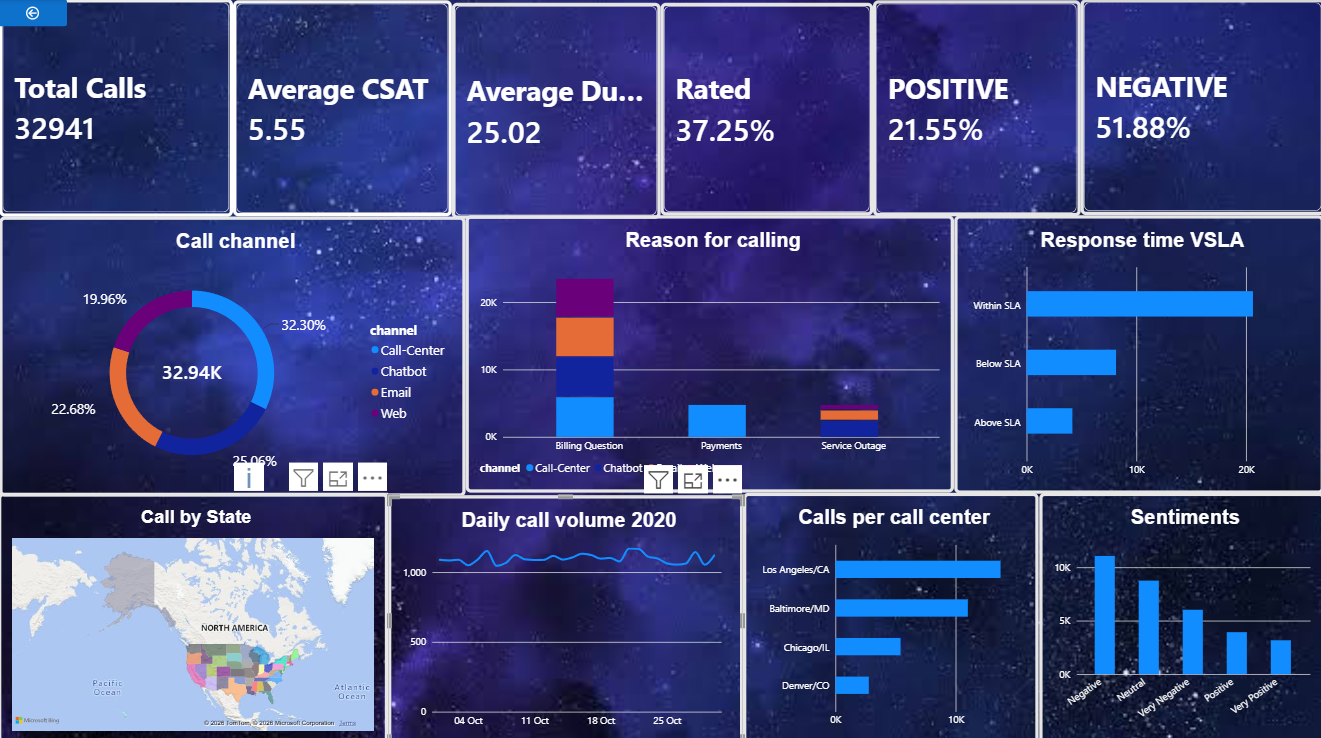 Total Calls
32941
Average CSAT
5.55
Average Du...
25.02
Rated
37.25%
POSITIVE
21.55%
NEGATIVE
51.88%
Call channel
19.96%
32.30%
32.94K
22.68%
25.06%
channel
Call-Center
Chatbot
Email
Web
Reason for calling
20K
10K
0K
Billing Question
Payments
Service Outage
channel
Call-Center
Chatbot
Response time VSLA
Within SLA
Below SLA
Above SLA
0K
10K
20K
Call by State
NORTH AMERICA
Pacific
Ocean
Atlantic
Ocean
Microsoft Bing
© 2026 TomTom, © 2026 Microsoft Corporation Terms
Daily call volume 2020
1,000
500
0
04 Oct
11 Oct
18 Oct
25 Oct
Calls per call center
Los Angeles/CA
Baltimore/MD
Chicago/IL
Denver/CO
0K
10K
Sentiments
10K
5K
0K
Negative
Neutral
Very Negative
Positive
Very Positive